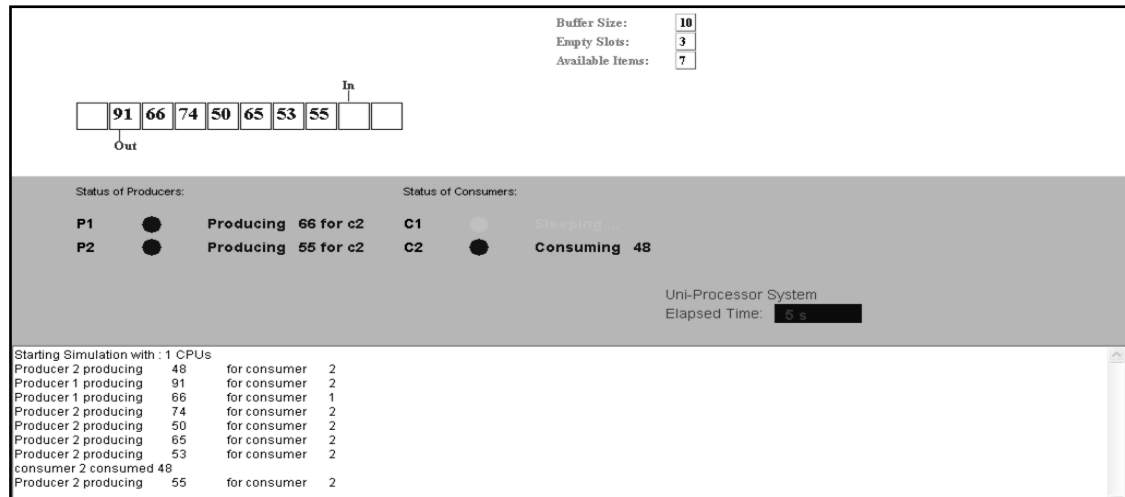 Buffer Size: 10
Empty Slots: 3
Available Items: 7
In
91 66 74 50 65 53 55
Out
Status of Producers: Status of Consumers:
P1 Producing 66 for c2 C1 Sleeping ...
P2 Producing 55 for c2 C2 Consuming 48
Uni-Processor System
Elapsed Time: 5 s
Starting Simulation with : 1 CPUs
Producer 2 producing 48 for consumer 2
Producer 1 producing 91 for consumer 2
Producer 1 producing 66 for consumer 1
Producer 2 producing 74 for consumer 2
Producer 2 producing 50 for consumer 2
Producer 2 producing 65 for consumer 2
Producer 2 producing 53 for consumer 2
consumer 2 consumed 48
Producer 2 producing 55 for consumer 2